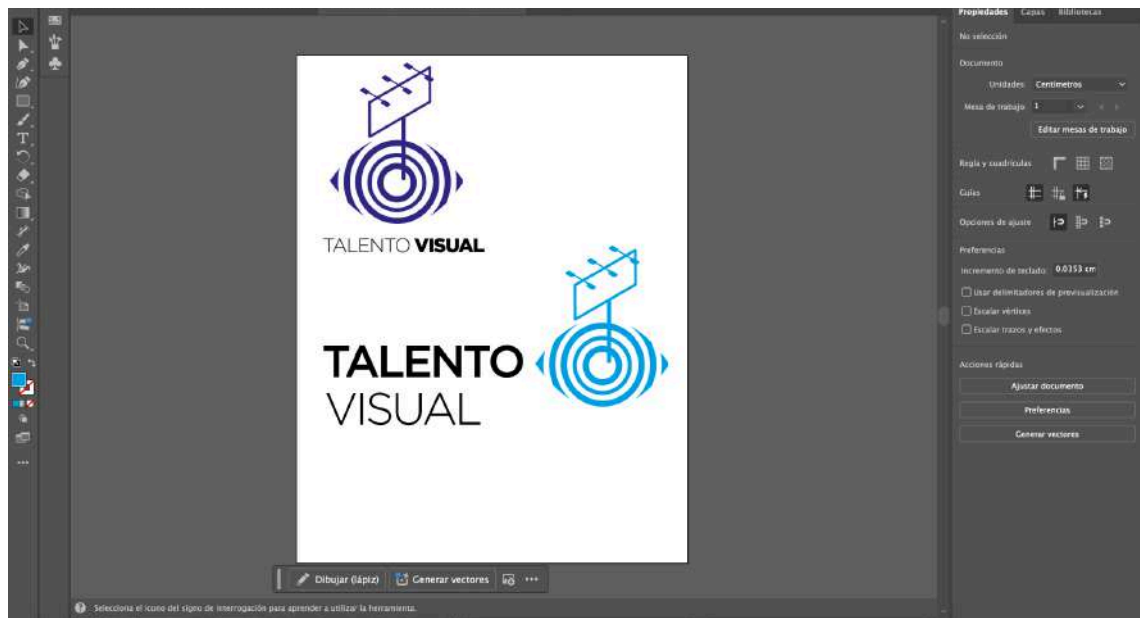 Propiedades Capas Bibliotecas
No selección
Documento
Unidades: Centímetros
Mesa de trabajo 1
Editar mesas de trabajo
Regla y cuadrículas
Guías
Opciones de ajuste
Preferencias
Incremento de teclado: 0.0353 cm
Usar delimitadores de previsualización
Escalar vértices
Escalar trazos y efectos
Acciones rápidas
Ajustar documento
Preferencias
Generar vectores
TALENTO VISUAL
TALENTO
VISUAL
Dibujar (lápiz) Generar vectores
Selecciona el icono del signo de interrogación para aprender a utilizar la herramienta.